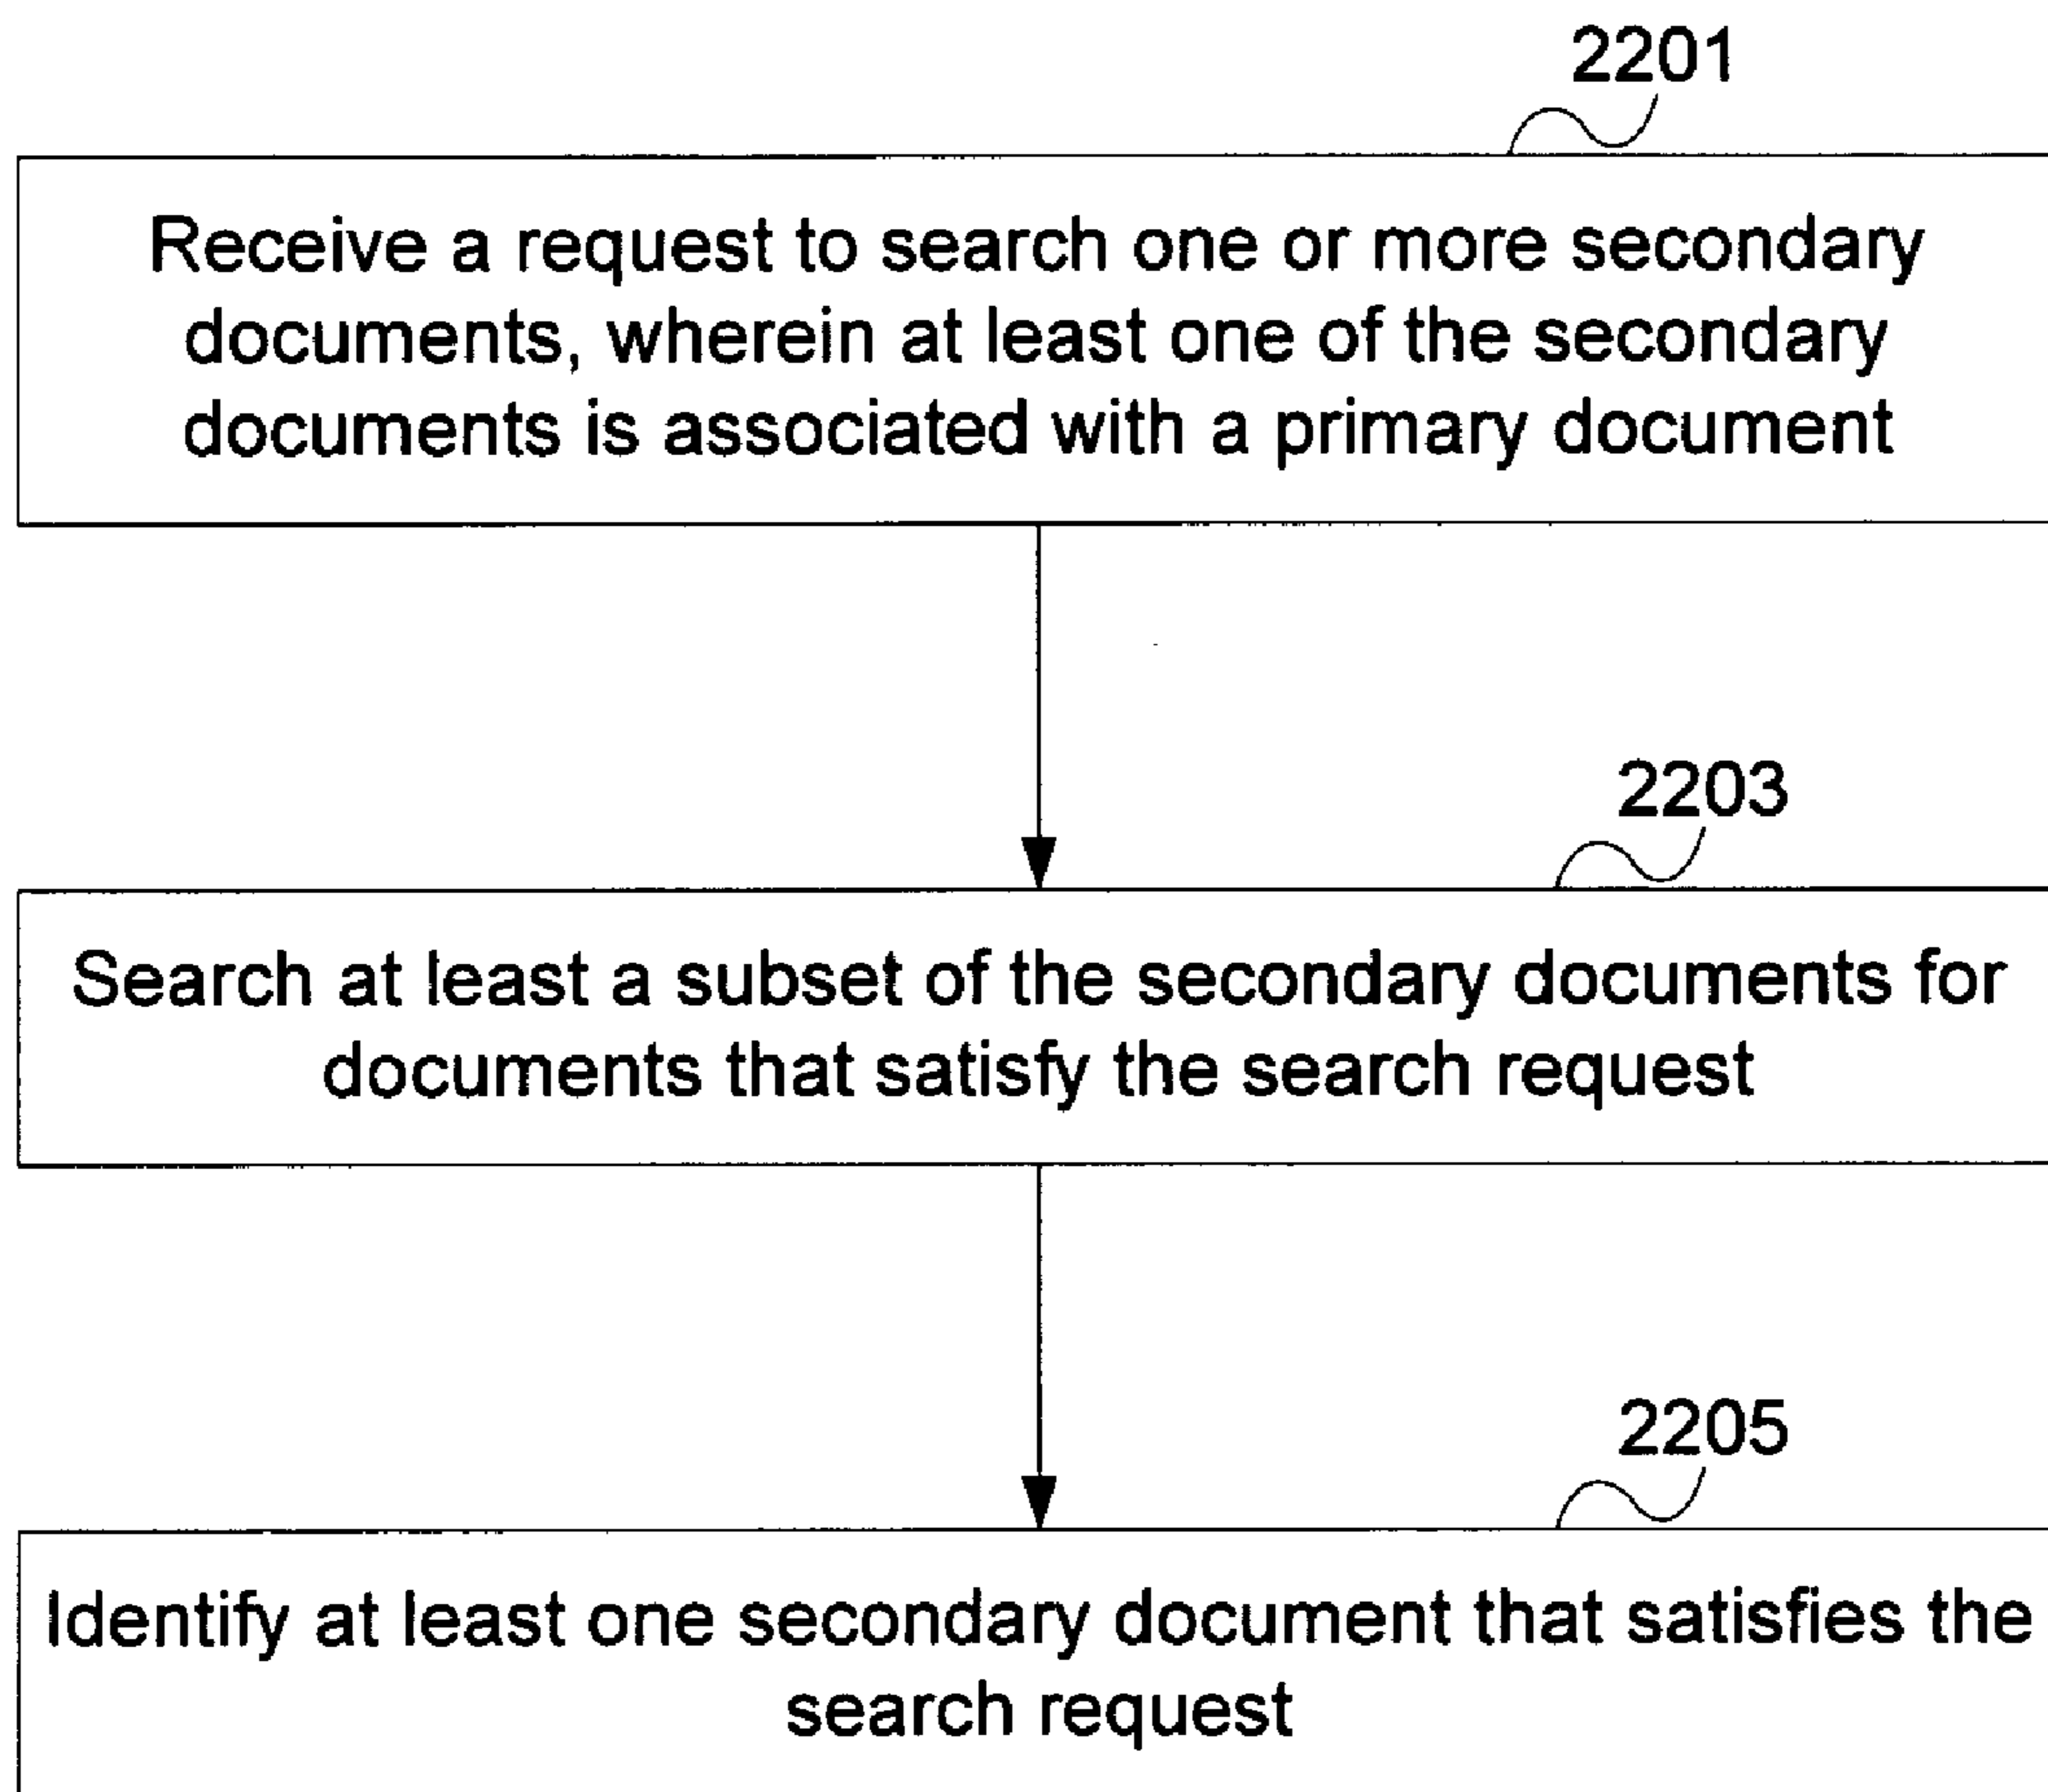 2201
Receive a request to search one or more secondary
documents, wherein at least one of the secondary
documents is associated with a primary document
2203
Search at least a subset of the secondary documents for
documents that satisfy the search request
2205
Identify at least one secondary document that satisfies the
search request